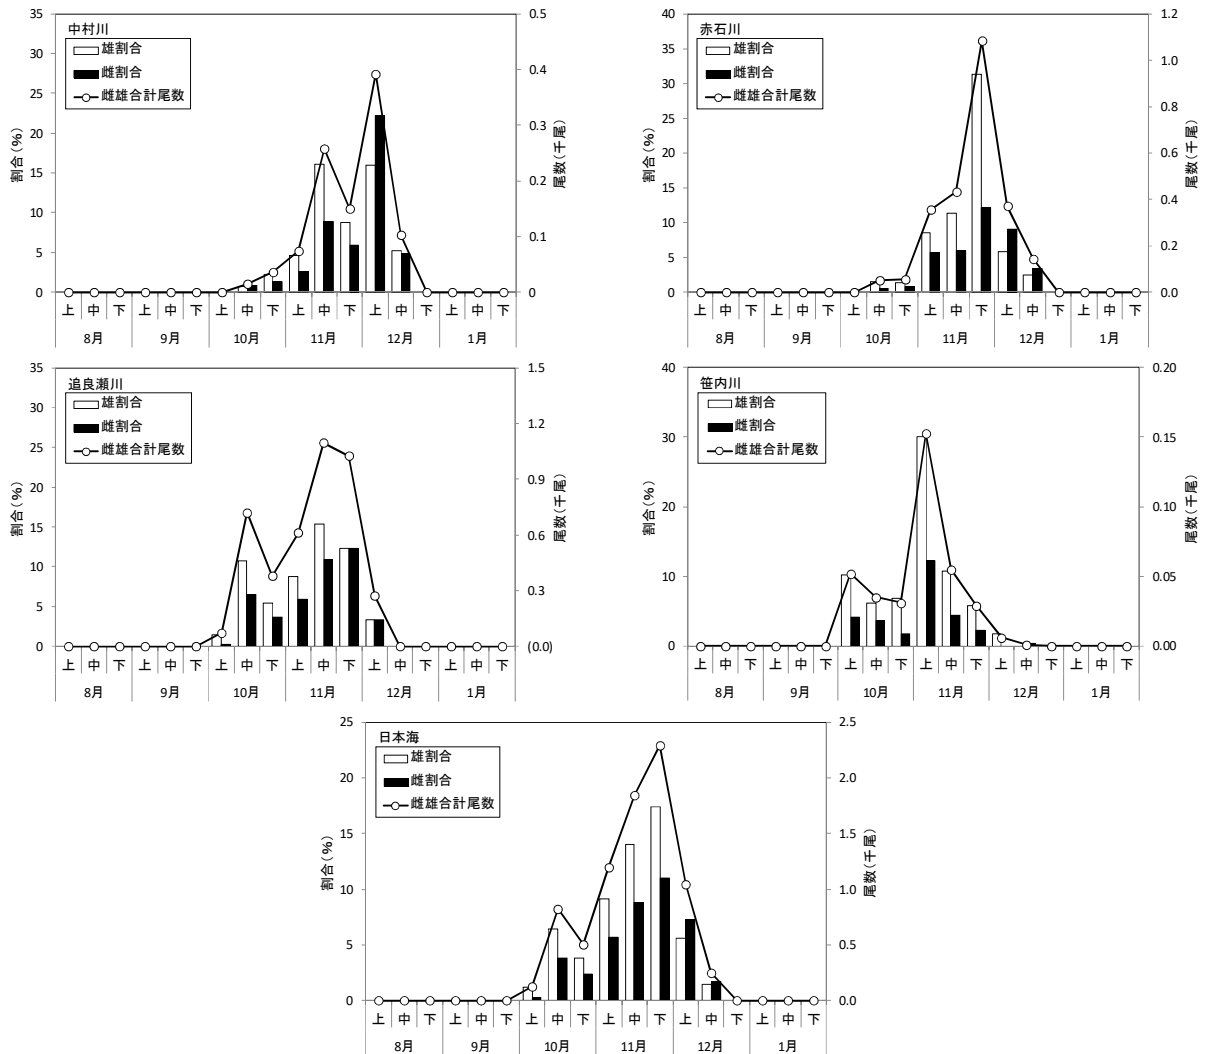 中村川
雄割合
雌割合
雌雄合計尾数
割合(%)
35
30
25
20
15
10
5
0
0.5
0.4
0.3
0.2
0.1
0
尾数(千尾)
上 中 下 上 中 下 上 中 下 上 中 下 上 中 下 上 中 下
8月 9月 10月 11月 12月 1月
赤石川
雄割合
雌割合
雌雄合計尾数
割合(%)
40
35
30
25
20
15
10
5
0
1.2
1.0
0.8
0.6
0.4
0.2
0.0
尾数(千尾)
上 中 下 上 中 下 上 中 下 上 中 下 上 中 下 上 中 下
8月 9月 10月 11月 12月 1月
追良瀬川
雄割合
雌割合
雌雄合計尾数
割合(%)
35
30
25
20
15
10
5
0
1.5
1.2
0.9
0.6
0.3
(0.0)
尾数(千尾)
上 中 下 上 中 下 上 中 下 上 中 下 上 中 下 上 中 下
8月 9月 10月 11月 12月 1月
笹内川
雄割合
雌割合
雌雄合計尾数
割合(%)
40
30
20
10
0
0.20
0.15
0.10
0.05
0.00
尾数(千尾)
上 中 下 上 中 下 上 中 下 上 中 下 上 中 下 上 中 下
8月 9月 10月 11月 12月 1月
日本海
雄割合
雌割合
雌雄合計尾数
割合(%)
25
20
15
10
5
0
2.5
2.0
1.5
1.0
0.5
0.0
尾数(千尾)
上 中 下 上 中 下 上 中 下 上 中 下 上 中 下 上 中 下
8月 9月 10月 11月 12月 1月